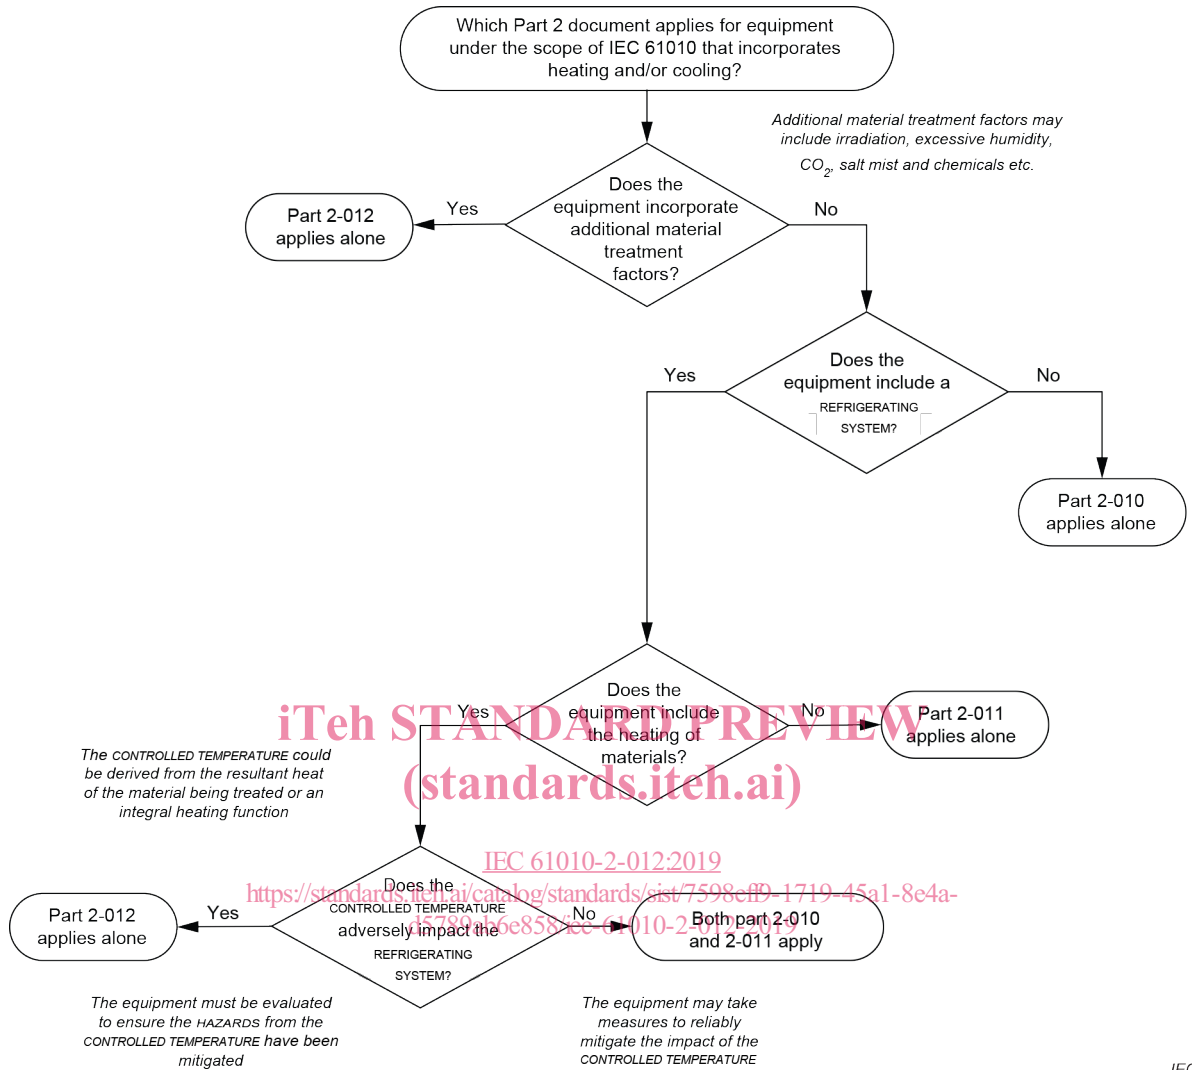 Which Part 2 document applies for equipment
under the scope of IEC 61010 that incorporates
heating and/or cooling?
Additional material treatment factors may
include irradiation, excessive humidity,
CO2, salt mist and chemicals etc.
Does the
equipment incorporate
additional material
treatment
factors?
Yes
No
Part 2-012
applies alone
Does the
equipment include a
REFRIGERATING
SYSTEM?
Yes
No
Part 2-010
applies alone
Does the
equipment include
the heating of
materials?
Yes
No
Part 2-011
applies alone
iTeh STANDARD PREVIEW
(standards.iteh.ai)
The CONTROLLED TEMPERATURE could
be derived from the resultant heat
of the material being treated or an
integral heating function
IEC 61010-2-012:2019
https://standards.iteh.ai/catalog/standards/sist/7598eff9-1719-45a1-8e4a-
d5789ab6e858/iec-61010-2-012-2019
Does the
CONTROLLED TEMPERATURE
adversely impact the
REFRIGERATING
SYSTEM?
Yes
No
Part 2-012
applies alone
Both part 2-010
and 2-011 apply
The equipment must be evaluated
to ensure the HAZARDS from the
CONTROLLED TEMPERATURE have been
mitigated
The equipment may take
measures to reliably
mitigate the impact of the
CONTROLLED TEMPERATURE
IEC